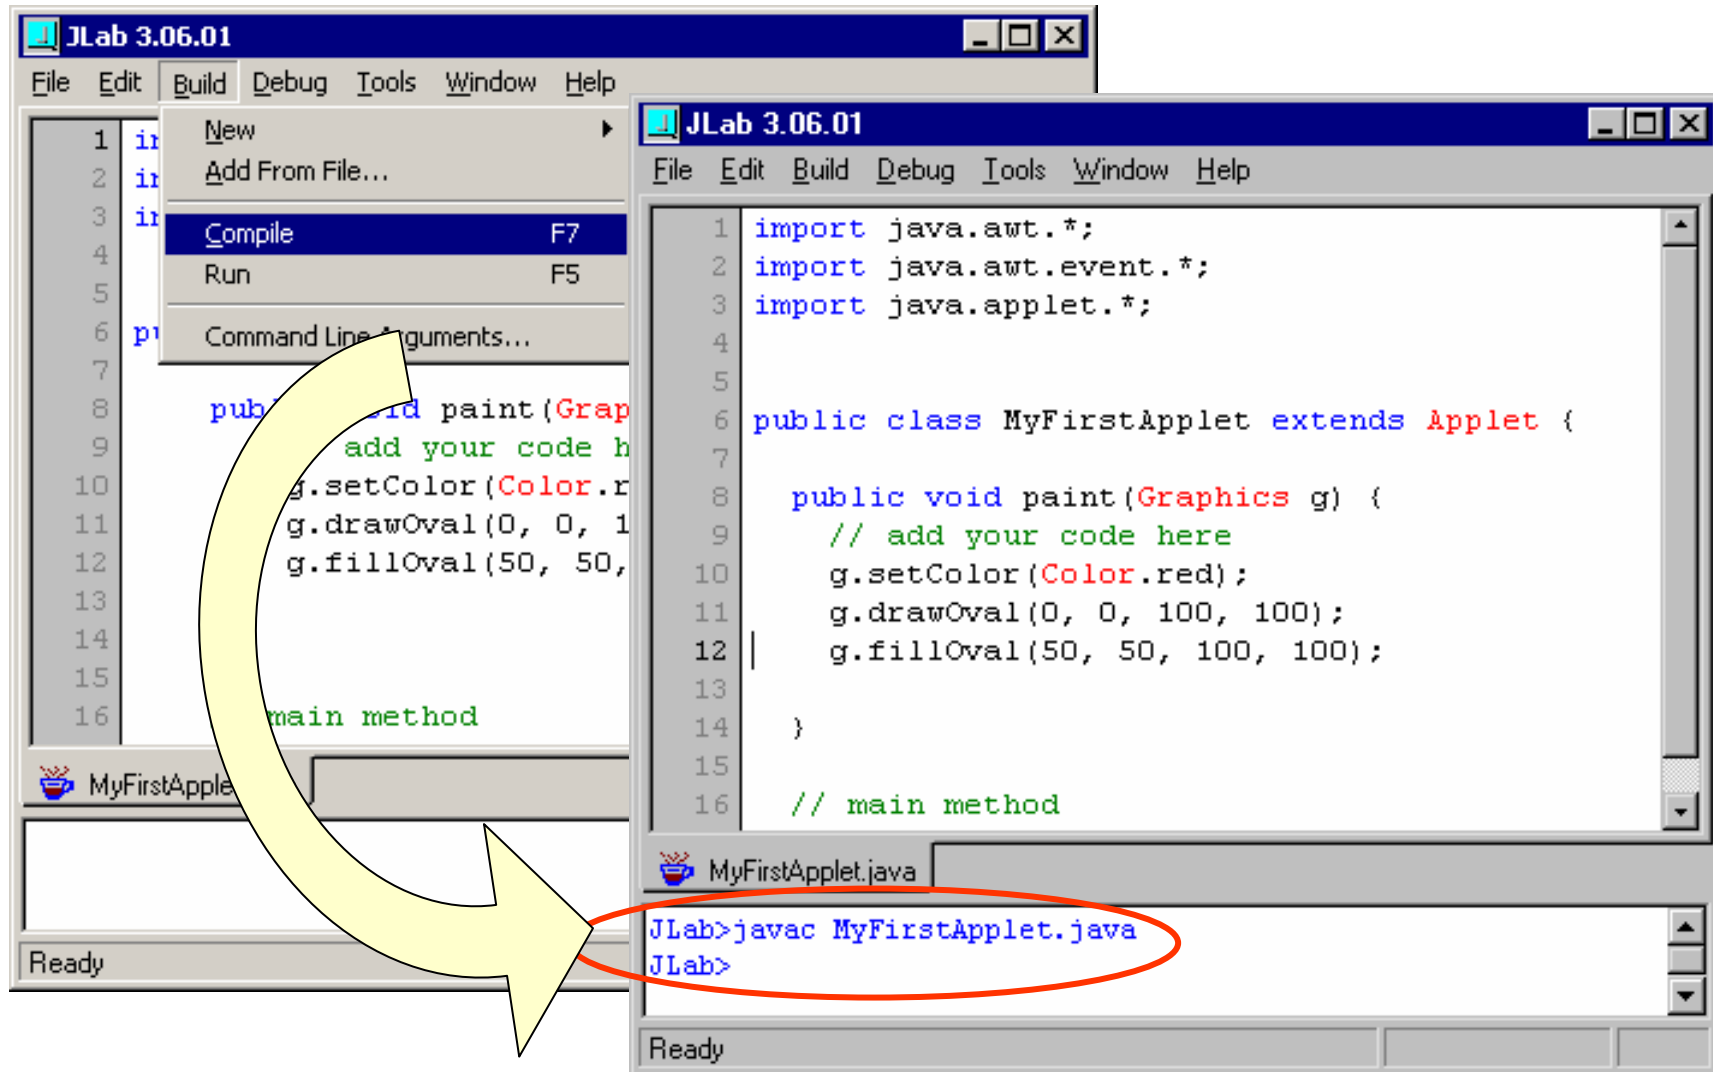 JLab 3.06.01
File Edit Build Debug Tools Window Help
New
Add From File...
Compile F7
Run F5
Command Line Arguments...
1
2
3
4
5
6
7
8 paint(Grap
9 add your code h
10 g.setColor(Color.r
11 g.drawOval(0, 0, 1
12 g.fillOval(50, 50,
13
14
15
16 main method
MyFirstApple
Ready
JLab 3.06.01
File Edit Build Debug Tools Window Help
1 import java.awt.*;
2 import java.awt.event.*;
3 import java.applet.*;
4
5
6 public class MyFirstApplet extends Applet {
7
8 public void paint(Graphics g) {
9 // add your code here
10 g.setColor(Color.red);
11 g.drawOval(0, 0, 100, 100);
12 g.fillOval(50, 50, 100, 100);
13
14 }
15
16 // main method
MyFirstApplet.java
JLab>javac MyFirstApplet.java
JLab>
Ready